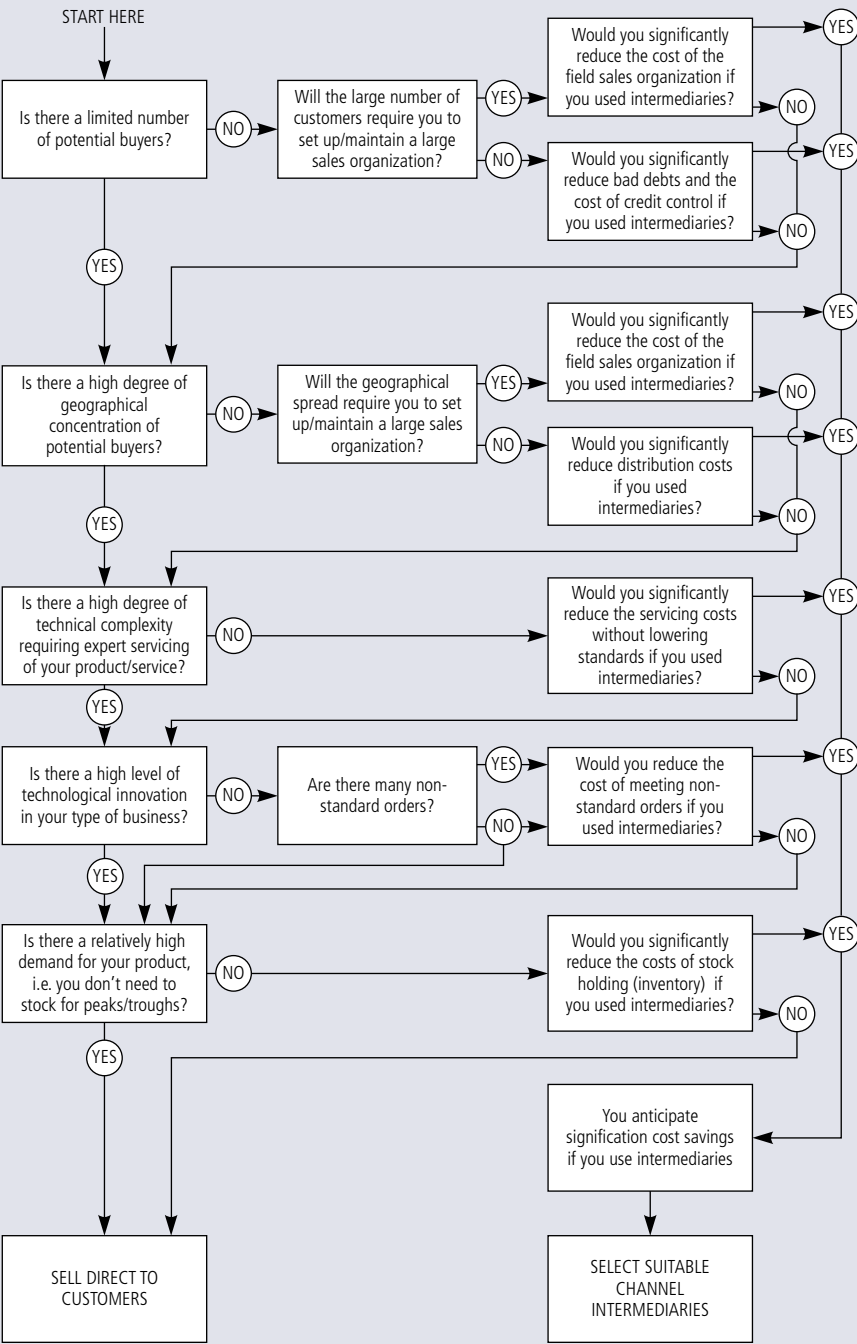 START HERE
Is there a limited number
of potential buyers?
NO
Will the large number of
customers require you to
set up/maintain a large
sales organization?
YES
NO
Would you significantly
reduce the cost of the
field sales organization if
you used intermediaries?
YES
NO
Would you significantly
reduce bad debts and the
cost of credit control if
you used intermediaries?
YES
NO
YES
Is there a high degree of
geographical
concentration of
potential buyers?
NO
Will the geographical
spread require you to set
up/maintain a large sales
organization?
YES
NO
Would you significantly
reduce the cost of the
field sales organization if
you used intermediaries?
YES
NO
Would you significantly
reduce distribution costs
if you used
intermediaries?
YES
NO
YES
Is there a high degree of
technical complexity
requiring expert servicing
of your product/service?
NO
Would you significantly
reduce the servicing costs
without lowering
standards if you used
intermediaries?
YES
NO
YES
Is there a high level of
technological innovation
in your type of business?
NO
Are there many non-
standard orders?
YES
NO
Would you reduce the
cost of meeting non-
standard orders if you
used intermediaries?
YES
NO
YES
Is there a relatively high
demand for your product,
i.e. you don't need to
stock for peaks/troughs?
NO
Would you significantly
reduce the costs of stock
holding (inventory) if
you used intermediaries?
YES
NO
YES
You anticipate
signification cost savings
if you use intermediaries
SELL DIRECT TO
CUSTOMERS
SELECT SUITABLE
CHANNEL
INTERMEDIARIES